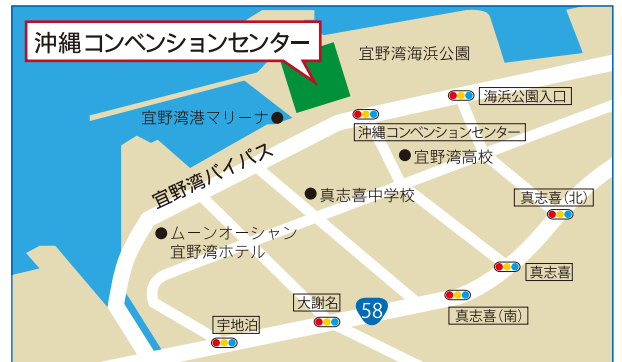 沖縄コンベンションセンター
宜野湾海浜公園
海浜公園入口
宜野湾港マリーナ
沖縄コンベンションセンター
宜野湾高校
宜野湾バイパス
真志喜中学校
真志喜(北)
ムーンオーシャン
宜野湾ホテル
真志喜
大謝名
58
真志喜(南)
宇地泊